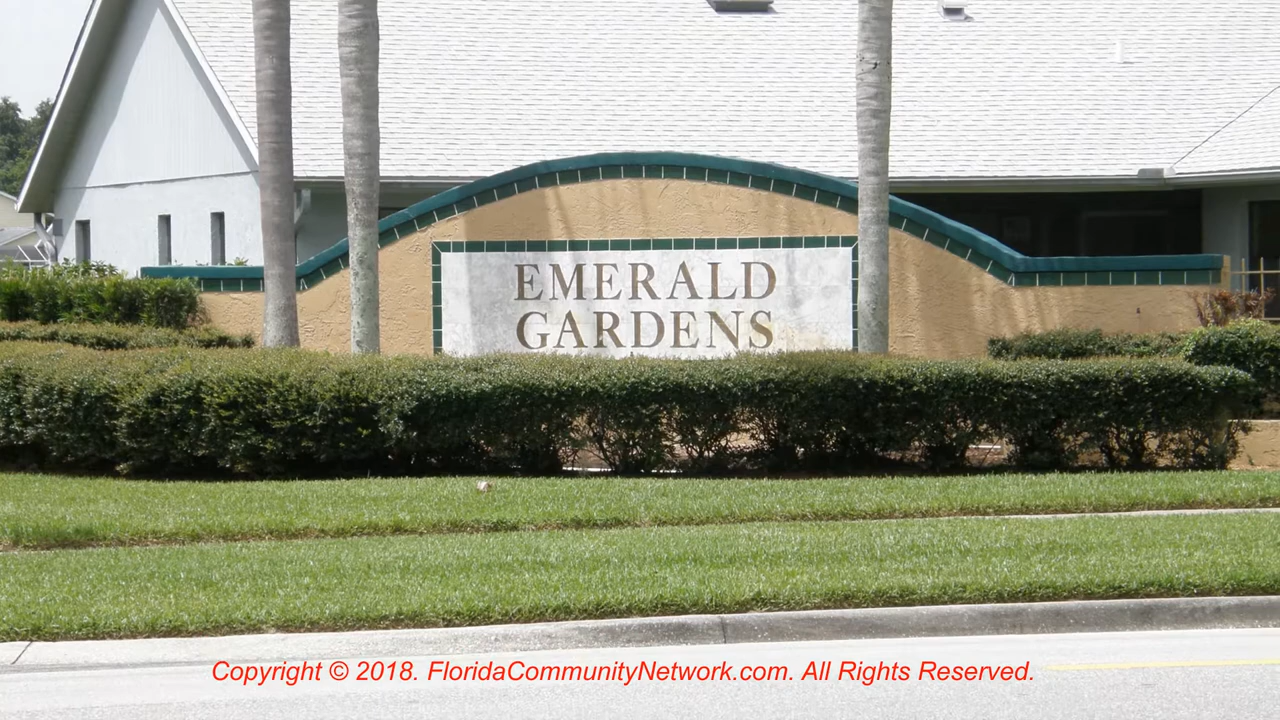 EMERALD
GARDENS
Copyright © 2018. FloridaCommunityNetwork.com. All Rights Reserved.